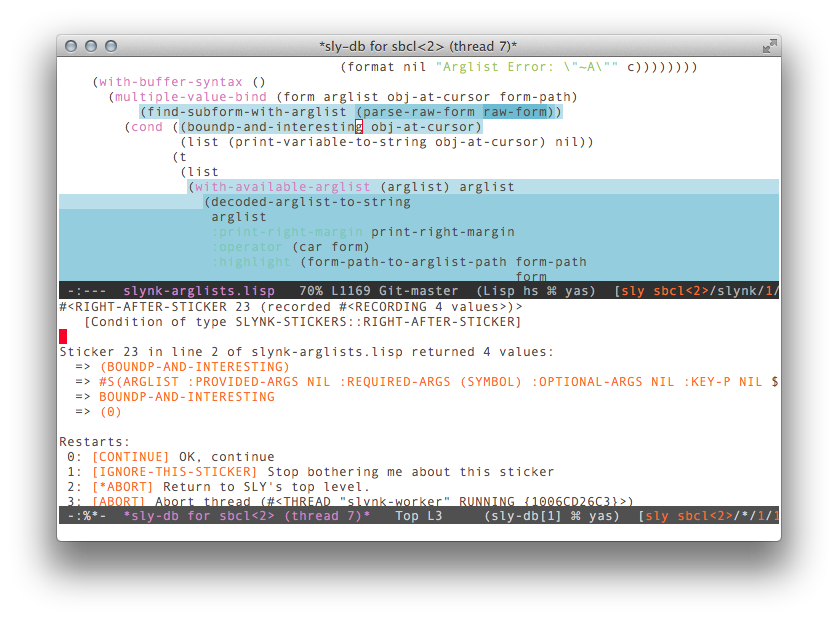 *sly-db for sbcl<2> (thread 7)*
(format nil "Arglist Error: \"~A\"" c))))))))
(with-buffer-syntax ()
(multiple-value-bind (form arglist obj-at-cursor form-path)
(find-subform-with-arglist (parse-raw-form raw-form))
(cond ((boundp-and-interesting obj-at-cursor)
(list (print-variable-to-string obj-at-cursor) nil))
(t
(list
(with-available-arglist (arglist) arglist
(decoded-arglist-to-string
arglist
:print-right-margin print-right-margin
:operator (car form)
:highlight (form-path-to-arglist-path form-path
form
-:--- slynk-arglists.lisp 70% L1169 Git-master (Lisp hs ⌘ yas) [sly sbcl<2>/slynk/1/
#<RIGHT-AFTER-STICKER 23 (recorded #<RECORDING 4 values>)>
[Condition of type SLYNK-STICKERS::RIGHT-AFTER-STICKER]
Sticker 23 in line 2 of slynk-arglists.lisp returned 4 values:
=> (BOUNDP-AND-INTERESTING)
=> #S(ARGLIST :PROVIDED-ARGS NIL :REQUIRED-ARGS (SYMBOL) :OPTIONAL-ARGS NIL :KEY-P NIL $
=> BOUNDP-AND-INTERESTING
=> (0)
Restarts:
0: [CONTINUE] OK, continue
1: [IGNORE-THIS-STICKER] Stop bothering me about this sticker
2: [*ABORT] Return to SLY's top level.
3: [ABORT] Abort thread (#<THREAD "slynk-worker" RUNNING {1006CD26C3}>)
-:%*- *sly-db for sbcl<2> (thread 7)* Top L3 (sly-db[1] ⌘ yas) [sly sbcl<2>/*/1/1